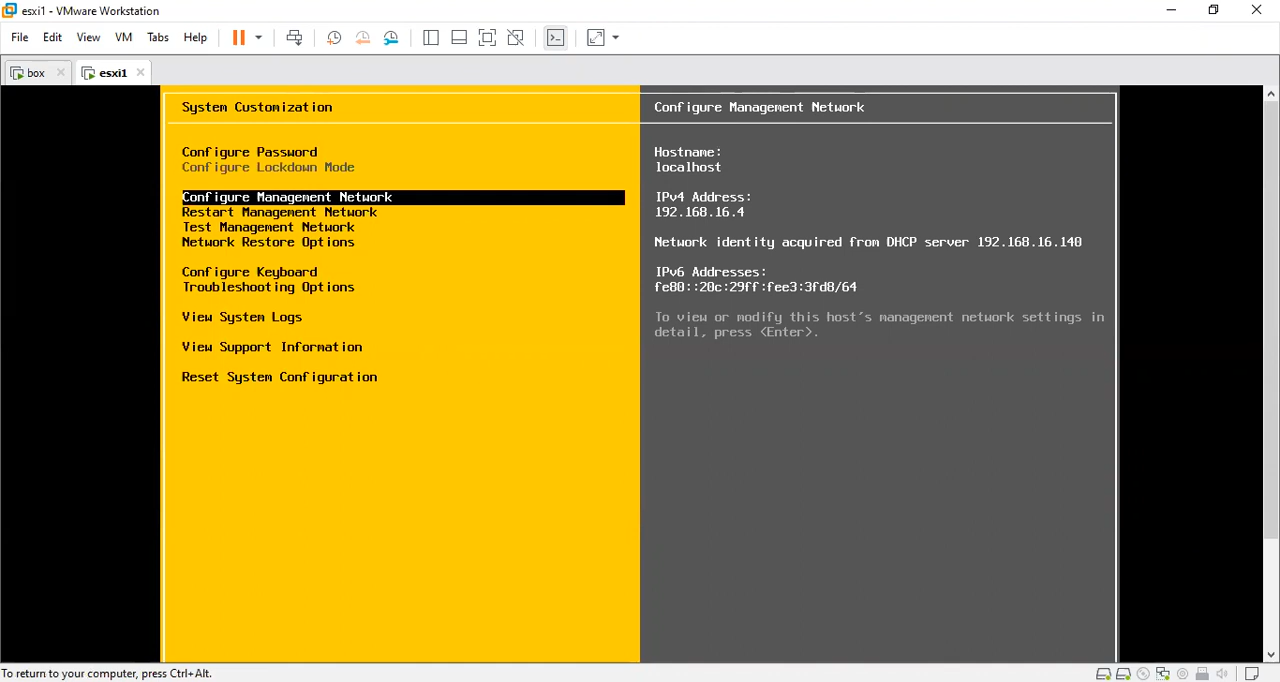 esxi1 - VMware Workstation
File Edit View VM Tabs Help
box esxi1
System Customization
Configure Password
Configure Lockdown Mode
Configure Management Network
Restart Management Network
Test Management Network
Network Restore Options
Configure Keyboard
Troubleshooting Options
View System Logs
View Support Information
Reset System Configuration
Configure Management Network
Hostname:
localhost
IPv4 Address:
192.168.16.4
Network identity acquired from DHCP server 192.168.16.140
IPv6 Addresses:
fe80::20c:29ff:fee3:3fd8/64
To view or modify this host's management network settings in
detail, press <Enter>.
To return to your computer, press Ctrl+Alt.